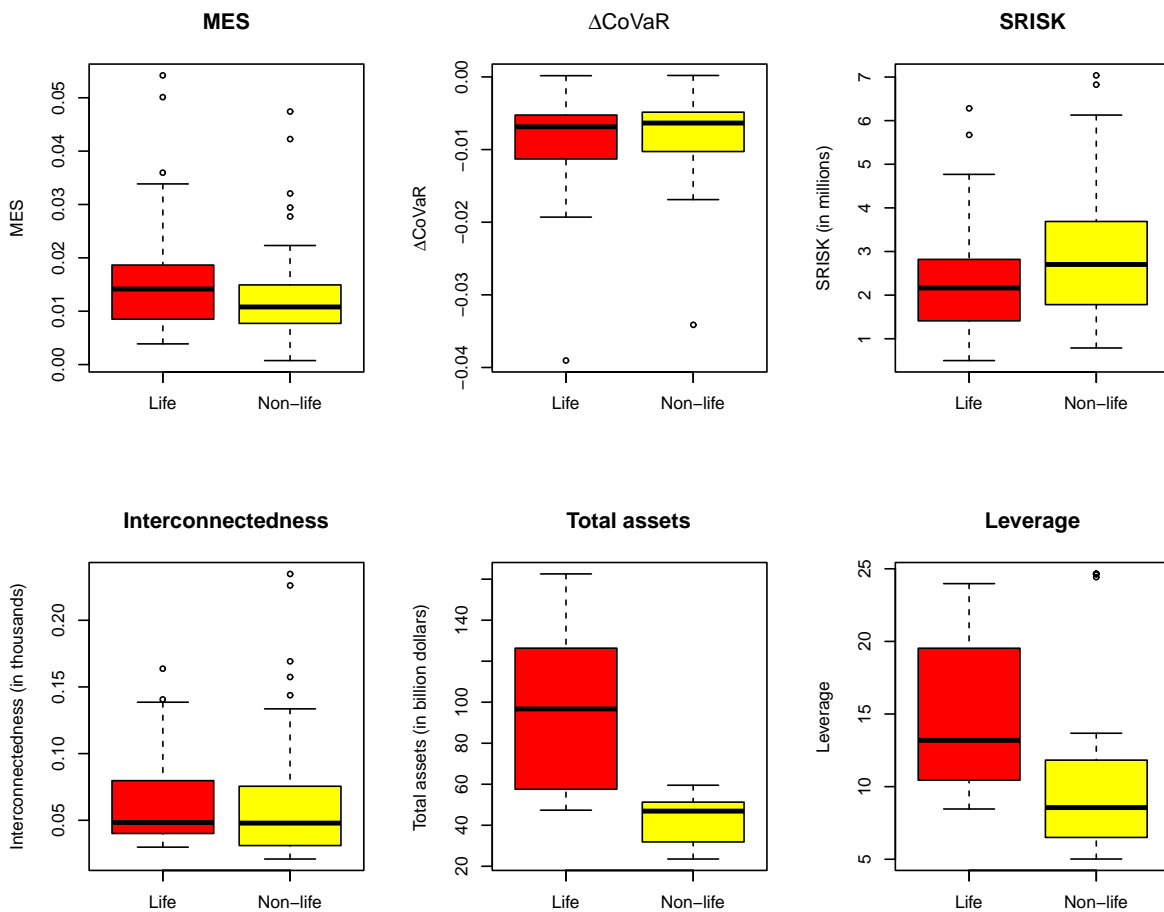 MES
MES
0.00
0.01
0.02
0.03
0.04
0.05
Life
Non−life
ΔCoVaR
ΔCoVaR
−0.04
−0.03
−0.02
−0.01
0.00
Life
Non−life
SRISK
SRISK (in millions)
1
2
3
4
5
6
7
Life
Non−life
Interconnectedness
Interconnectedness (in thousands)
0.05
0.10
0.15
0.20
Life
Non−life
Total assets
Total assets (in billion dollars)
20
40
60
80
100
140
Life
Non−life
Leverage
Leverage
5
10
15
20
25
Life
Non−life